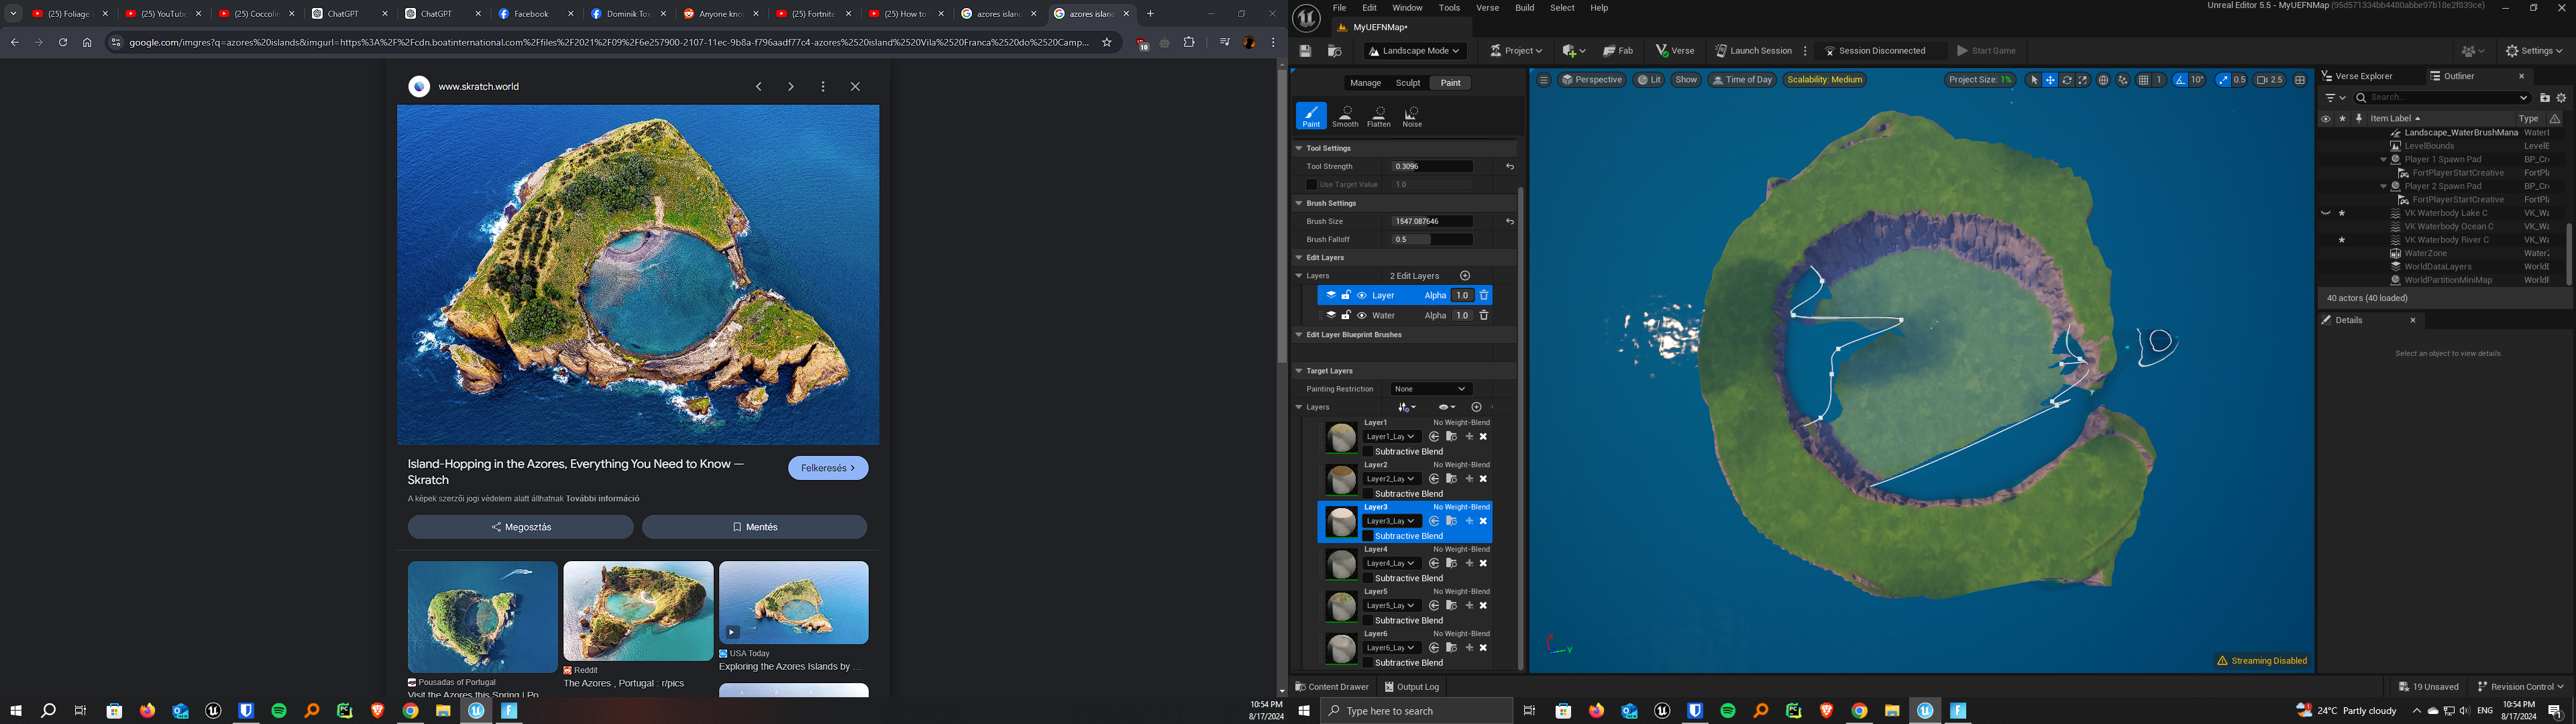 (25) Foliage
(25) YouTube
(25) Coccolin
ChatGPT
ChatGPT
Facebook
Dominik Tos
Anyone kno
(25) Fortnite
(25) How to
azores island
azores island
google.com/imgres?q=azores%20islands&imgurl=https%3A%2F%2Fcdn.boatinternational.com%2Ffiles%2F2021%2F09%2F6e257900-2107-11ec-9b8a-f796aadf77c4-azores%2520island%2520Vila%2520Franca%2520do%2520Camp...
10
www.skratch.world
Island-Hopping in the Azores, Everything You Need to Know —
Skratch
Felkeresés
A képek szerzői jogi védelem alatt állhatnak További információ
Megosztás
Mentés
Pousadas of Portugal
Visit the Azores this Spring | Po...
Reddit
The Azores , Portugal : r/pics
USA Today
Exploring the Azores Islands by ...
10:54 PM
8/17/2024
File Edit Window Tools Verse Build Select Help
Unreal Editor 5.5 - MyUEFNMap
MyUEFNMap*
Landscape Mode
Project
Fab
Verse
Launch Session
Session Disconnected
Start Game
Settings
Manage Sculpt Paint
Paint Smooth Flatten Noise
Tool Settings
Tool Strength 0.3096
Use Target Value 1.0
Brush Settings
Brush Size 1547.087646
Brush Falloff 0.5
Edit Layers
Layers 2 Edit Layers
Layer Alpha 1.0
Water Alpha 1.0
Edit Layer Blueprint Brushes
Target Layers
Painting Restriction None
Layers
Layer1 No Weight-Blend
Layer1_Lay
Subtractive Blend
Layer2 No Weight-Blend
Layer2_Lay
Subtractive Blend
Layer3 No Weight-Blend
Layer3_Lay
Subtractive Blend
Layer4 No Weight-Blend
Layer4_Lay
Subtractive Blend
Layer5 No Weight-Blend
Layer5_Lay
Subtractive Blend
Layer6 No Weight-Blend
Layer6_Lay
Subtractive Blend
Perspective
Lit
Show
Time of Day
Scalability: Medium
Project Size: 1%
1
10°
0.5
2.5
X
Y
Streaming Disabled
Verse Explorer
Outliner
Search...
Item Label Type
Landscape_WaterBrushMana WaterI
LevelBounds LevelE
Player 1 Spawn Pad BP_Cr
FortPlayerStartCreative FortPl
Player 2 Spawn Pad BP_Cr
FortPlayerStartCreative FortPl
VK Waterbody Lake C VK_Wa
VK Waterbody Ocean C VK_Wa
VK Waterbody River C VK_Wa
WaterZone Water
WorldDataLayers WorldI
WorldPartitionMiniMap WorldF
40 actors (40 loaded)
Details
Select an object to view details.
Content Drawer
Output Log
19 Unsaved
Revision Control
Type here to search
24°C Partly cloudy
ENG
10:54 PM
8/17/2024